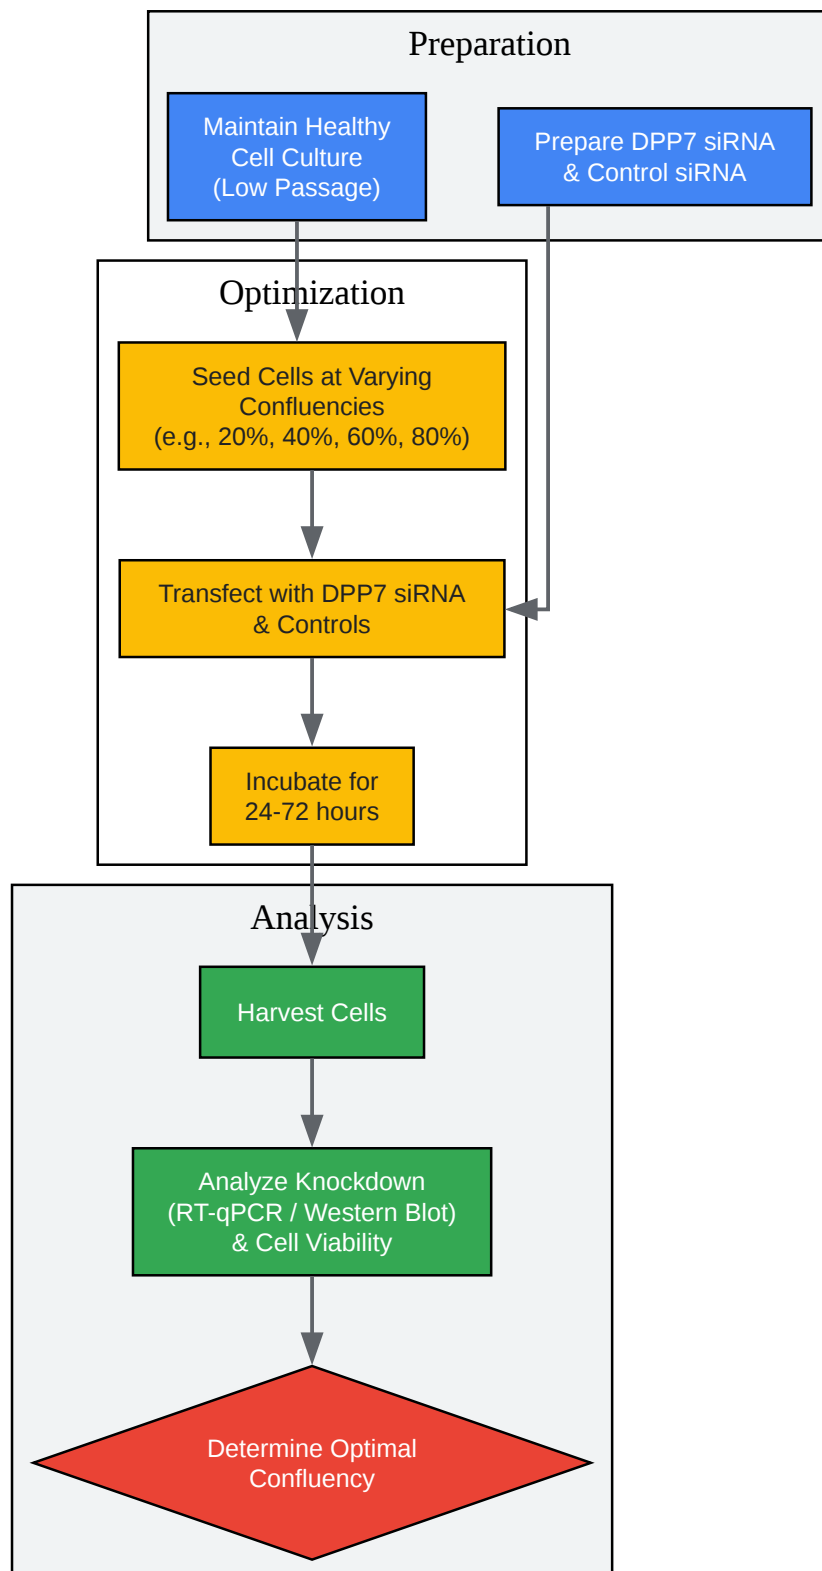 Preparation
Maintain Healthy
Cell Culture
(Low Passage)
Prepare DPP7 siRNA
& Control siRNA
Optimization
Seed Cells at Varying
Confluencies
(e.g., 20%, 40%, 60%, 80%)
Transfect with DPP7 siRNA
& Controls
Incubate for
24-72 hours
Analysis
Harvest Cells
Analyze Knockdown
(RT-qPCR / Western Blot)
& Cell Viability
Determine Optimal
Confluency